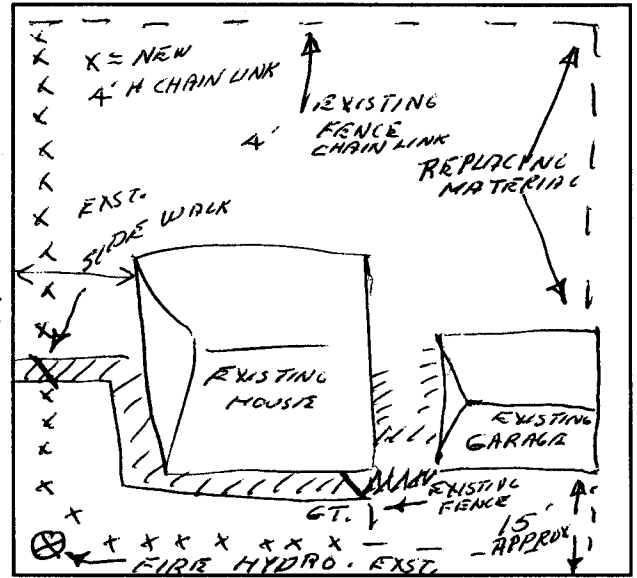 X = NEW
4' H CHAIN LINK
EXISTING
FENCE
CHAIN LINK
4'
REPLACING
MATERIAL
EXT.
SIDE WALK
EXISTING
HOUSE
EXISTING
GARAGE
EXISTING
FENCE
GT.
15'
APPROX
FIRE HYDRO. EXST.